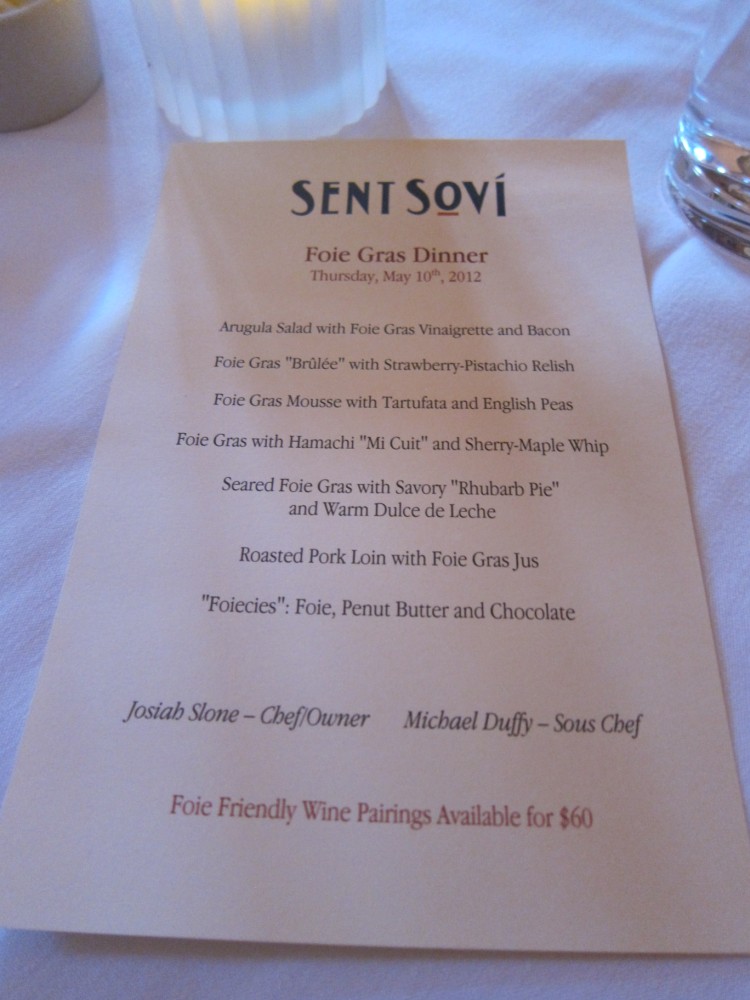 SENT SOVÍ
Foie Gras Dinner
Thursday, May 10th, 2012
Arugula Salad with Foie Gras Vinaigrette and Bacon
Foie Gras "Brûlée" with Strawberry-Pistachio Relish
Foie Gras Mousse with Tartufata and English Peas
Foie Gras with Hamachi "Mi Cuit" and Sherry-Maple Whip
Seared Foie Gras with Savory "Rhubarb Pie"
and Warm Dulce de Leche
Roasted Pork Loin with Foie Gras Jus
"Foiecies": Foie, Penut Butter and Chocolate
Josiah Slone – Chef/Owner Michael Duffy – Sous Chef
Foie Friendly Wine Pairings Available for $60